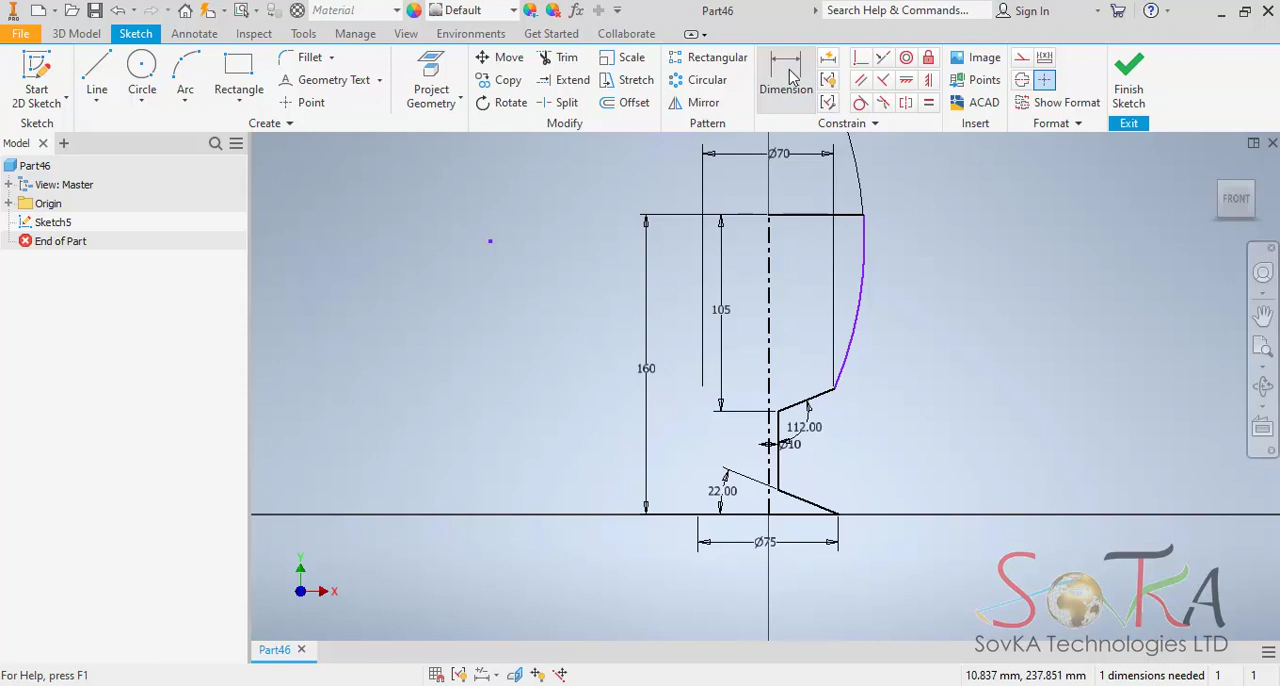 Material
Default
Part46
Search Help & Commands...
Sign In
PRO
File
3D Model
Sketch
Annotate
Inspect
Tools
Manage
View
Environments
Get Started
Collaborate
Start
2D Sketch
Line
Circle
Arc
Rectangle
Fillet
Geometry Text
Point
Project
Geometry
Move
Copy
Rotate
Trim
Extend
Split
Scale
Stretch
Offset
Rectangular
Circular
Mirror
Dimension
Image
Points
ACAD
Show Format
Finish
Sketch
Sketch
Create
Modify
Pattern
Constrain
Insert
Format
Exit
Model
Part46
View: Master
Origin
Sketch5
End of Part
FRONT
Ø70
105
160
112.00
Ø10
22.00
Ø75
Y
X
SovKA
SovKA Technologies LTD
Part46
For Help, press F1
10.837 mm, 237.851 mm
1 dimensions needed
1
1